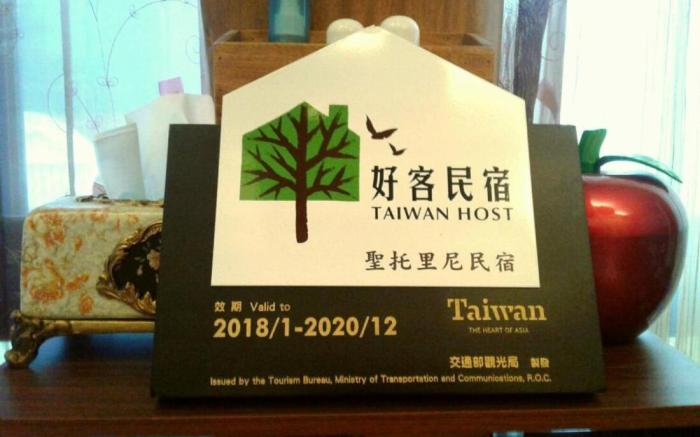 好客民宿
TAIWAN HOST
聖托里尼民宿
效期 Valid to
2018/1-2020/12
Taiwan
THE HEART OF ASIA
交通部觀光局 製發
Issued by the Tourism Bureau, Ministry of Transportation and Communications, R.O.C.